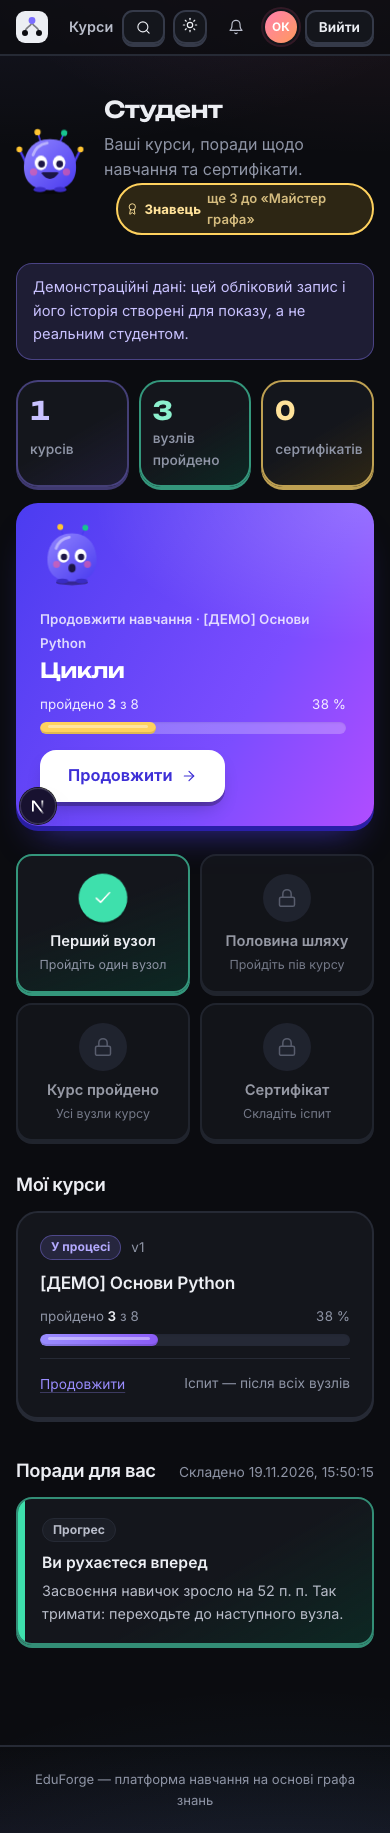 Курси
ОК
Вийти
Студент
Ваші курси, поради щодо
навчання та сертифікати.
Знавець
ще 3 до «Майстер
графа»
Демонстраційні дані: цей обліковий запис і
його історія створені для показу, а не
реальним студентом.
1
курсів
3
вузлів
пройдено
0
сертифікатів
Продовжити навчання · [ДЕМО] Основи
Python
Цикли
пройдено 3 з 8
38 %
Продовжити
N
Перший вузол
Пройдіть один вузол
Половина шляху
Пройдіть пів курсу
Курс пройдено
Усі вузли курсу
Сертифікат
Складіть іспит
Мої курси
У процесі
v1
[ДЕМО] Основи Python
пройдено 3 з 8
38 %
Продовжити
Іспит — після всіх вузлів
Поради для вас
Складено 19.11.2026, 15:50:15
Прогрес
Ви рухаєтеся вперед
Засвоєння навичок зросло на 52 п. п. Так
тримати: переходьте до наступного вузла.
EduForge — платформа навчання на основі графа
знань